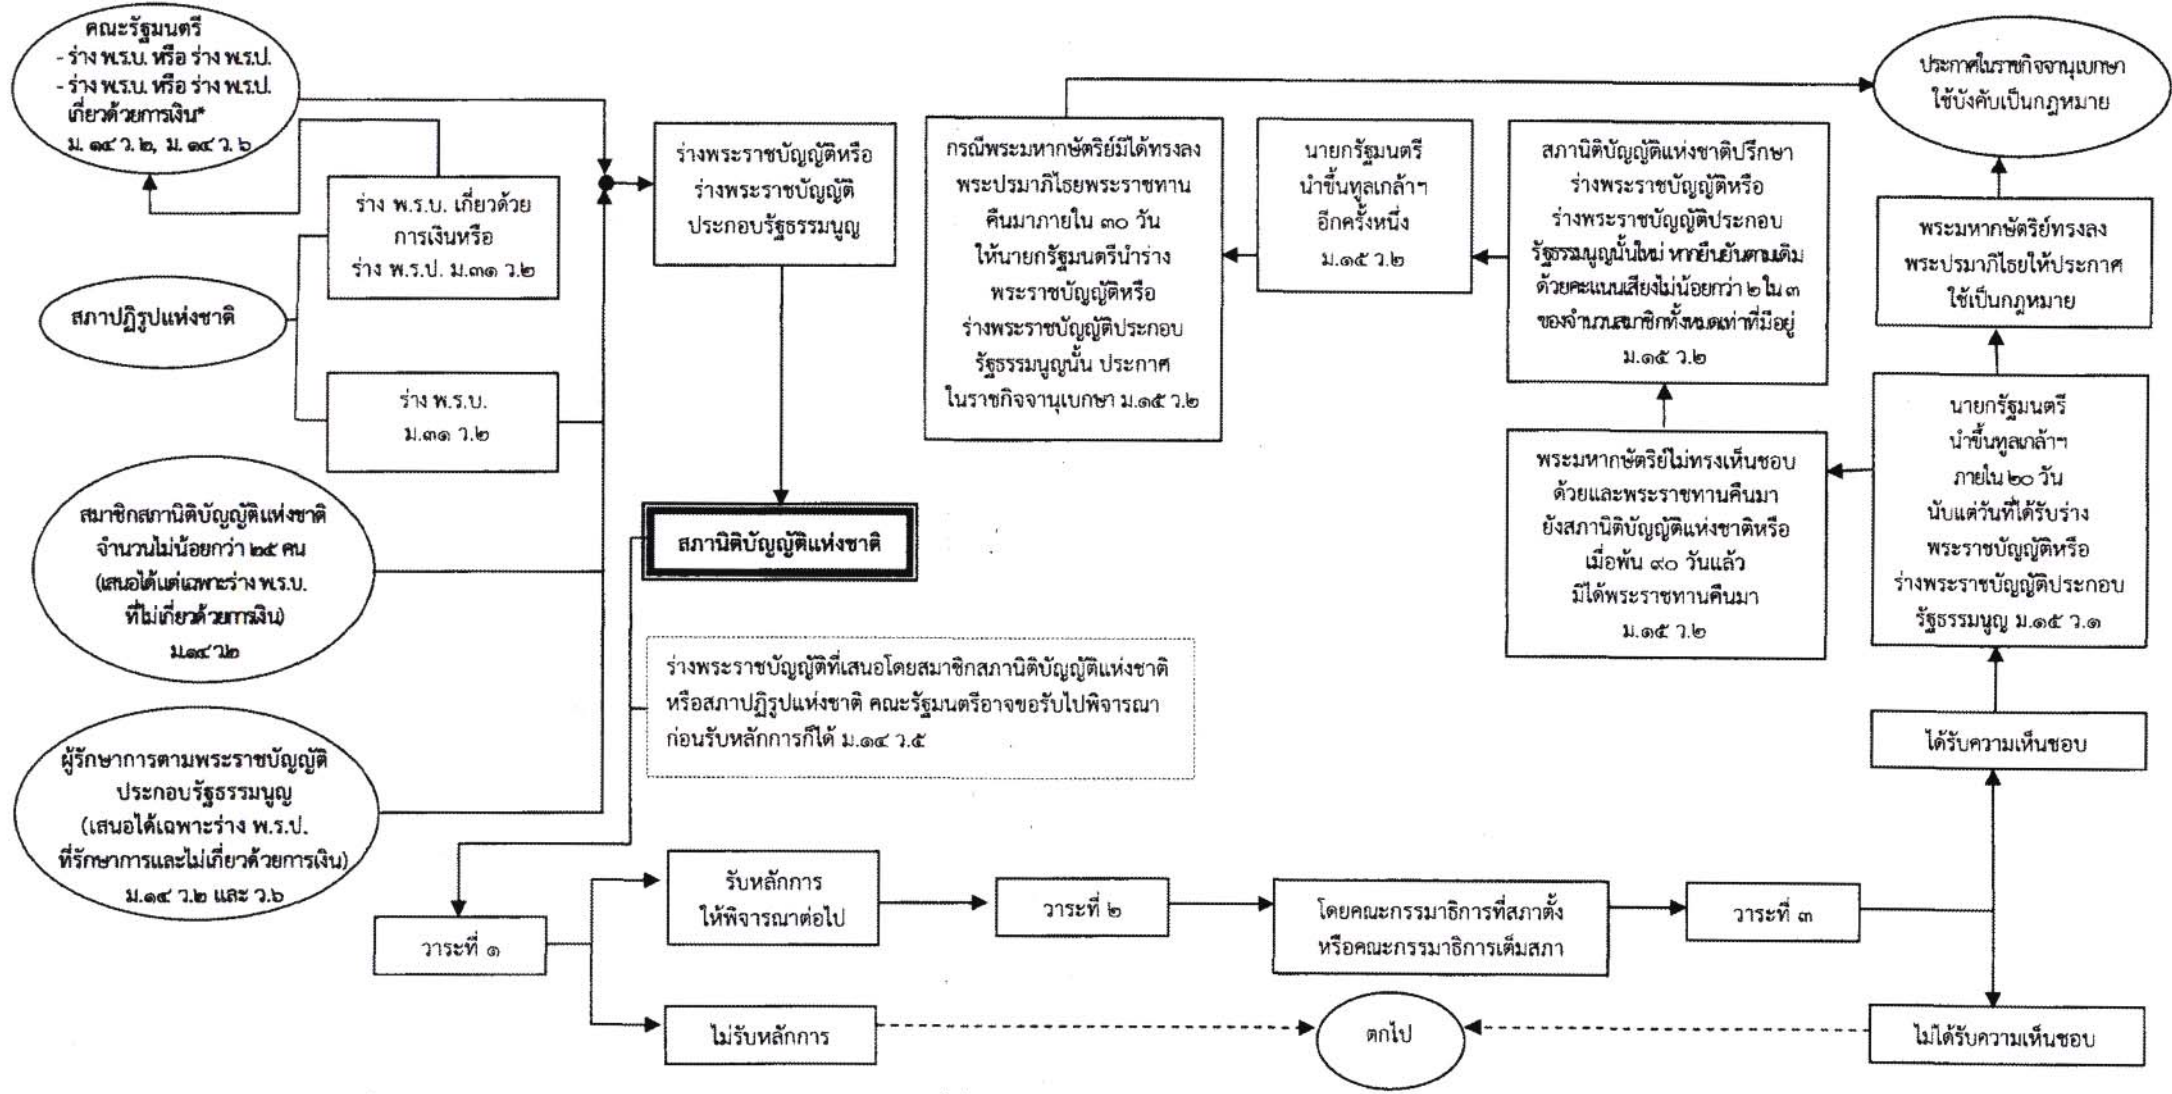 คณะรัฐมนตรี
- ร่าง พ.ร.บ. หรือ ร่าง พ.ร.ป.
- ร่าง พ.ร.บ. หรือ ร่าง พ.ร.ป.
เกี่ยวด้วยการเงิน*
ม. ๑๔ ว. ๒, ม. ๑๔ ว. ๖
ร่าง พ.ร.บ. เกี่ยวด้วย
การเงินหรือ
ร่าง พ.ร.ป. ม.๓๑ ว.๒
สภาปฏิรูปแห่งชาติ
ร่าง พ.ร.บ.
ม.๓๑ ว.๒
สมาชิกสภานิติบัญญัติแห่งชาติ
จำนวนไม่น้อยกว่า ๒๕ คน
(เสนอได้แต่เฉพาะร่าง พ.ร.บ.
ที่ไม่เกี่ยวด้วยการเงิน)
ม.๑๔ ว๒
ผู้รักษาการตามพระราชบัญญัติ
ประกอบรัฐธรรมนูญ
(เสนอได้เฉพาะร่าง พ.ร.ป.
ที่รักษาการและไม่เกี่ยวด้วยการเงิน)
ม.๑๔ ว.๒ และ ว.๖
ร่างพระราชบัญญัติหรือ
ร่างพระราชบัญญัติ
ประกอบรัฐธรรมนูญ
สภานิติบัญญัติแห่งชาติ
ร่างพระราชบัญญัติที่เสนอโดยสมาชิกสภานิติบัญญัติแห่งชาติ
หรือสภาปฏิรูปแห่งชาติ คณะรัฐมนตรีอาจขอรับไปพิจารณา
ก่อนรับหลักการก็ได้ ม.๑๔ ว.๕
วาระที่ ๑
รับหลักการ
ให้พิจารณาต่อไป
ไม่รับหลักการ
วาระที่ ๒
โดยคณะกรรมาธิการที่สภาตั้ง
หรือคณะกรรมาธิการเต็มสภา
วาระที่ ๓
ตกไป
ไม่ได้รับความเห็นชอบ
ได้รับความเห็นชอบ
นายกรัฐมนตรี
นำขึ้นทูลเกล้าฯ
ภายใน ๒๐ วัน
นับแต่วันที่ได้รับร่าง
พระราชบัญญัติหรือ
ร่างพระราชบัญญัติประกอบ
รัฐธรรมนูญ ม.๑๕ ว.๑
พระมหากษัตริย์ทรงลง
พระปรมาภิไธยให้ประกาศ
ใช้เป็นกฎหมาย
ประกาศในราชกิจจานุเบกษา
ใช้บังคับเป็นกฎหมาย
พระมหากษัตริย์ไม่ทรงเห็นชอบ
ด้วยและพระราชทานคืนมา
ยังสภานิติบัญญัติแห่งชาติหรือ
เมื่อพ้น ๙๐ วันแล้ว
มิได้พระราชทานคืนมา
ม.๑๕ ว.๒
สภานิติบัญญัติแห่งชาติปรึกษา
ร่างพระราชบัญญัติหรือ
ร่างพระราชบัญญัติประกอบ
รัฐธรรมนูญนั้นใหม่ หากยืนยันตามเดิม
ด้วยคะแนนเสียงไม่น้อยกว่า ๒ ใน ๓
ของจำนวนสมาชิกทั้งหมดเท่าที่มีอยู่
ม.๑๕ ว.๒
นายกรัฐมนตรี
นำขึ้นทูลเกล้าฯ
อีกครั้งหนึ่ง
ม.๑๕ ว.๒
กรณีพระมหากษัตริย์มิได้ทรงลง
พระปรมาภิไธยพระราชทาน
คืนมาภายใน ๓๐ วัน
ให้นายกรัฐมนตรีนำร่าง
พระราชบัญญัติหรือ
ร่างพระราชบัญญัติประกอบ
รัฐธรรมนูญนั้น ประกาศ
ในราชกิจจานุเบกษา ม.๑๕ ว.๒